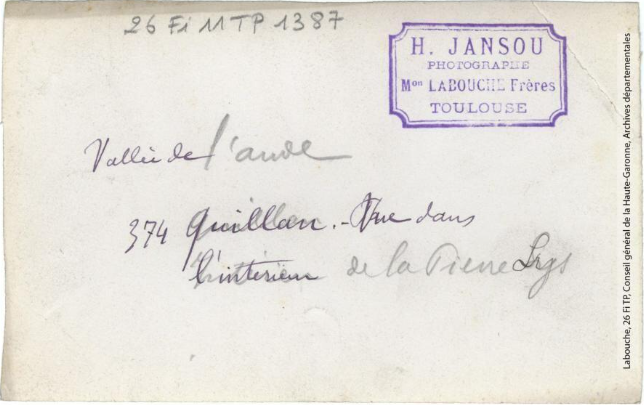 26 Fi 11 TP 1387
H. JANSOU
PHOTOGRAPHE
Mon LABOUCHE Frères
TOULOUSE
Vallée de l'aude
374 Quillan. - Vue dans
l'intérieur de la Pierre Lys
Labouche, 26 Fi TP, Conseil général de la Haute-Garonne, Archives départementales